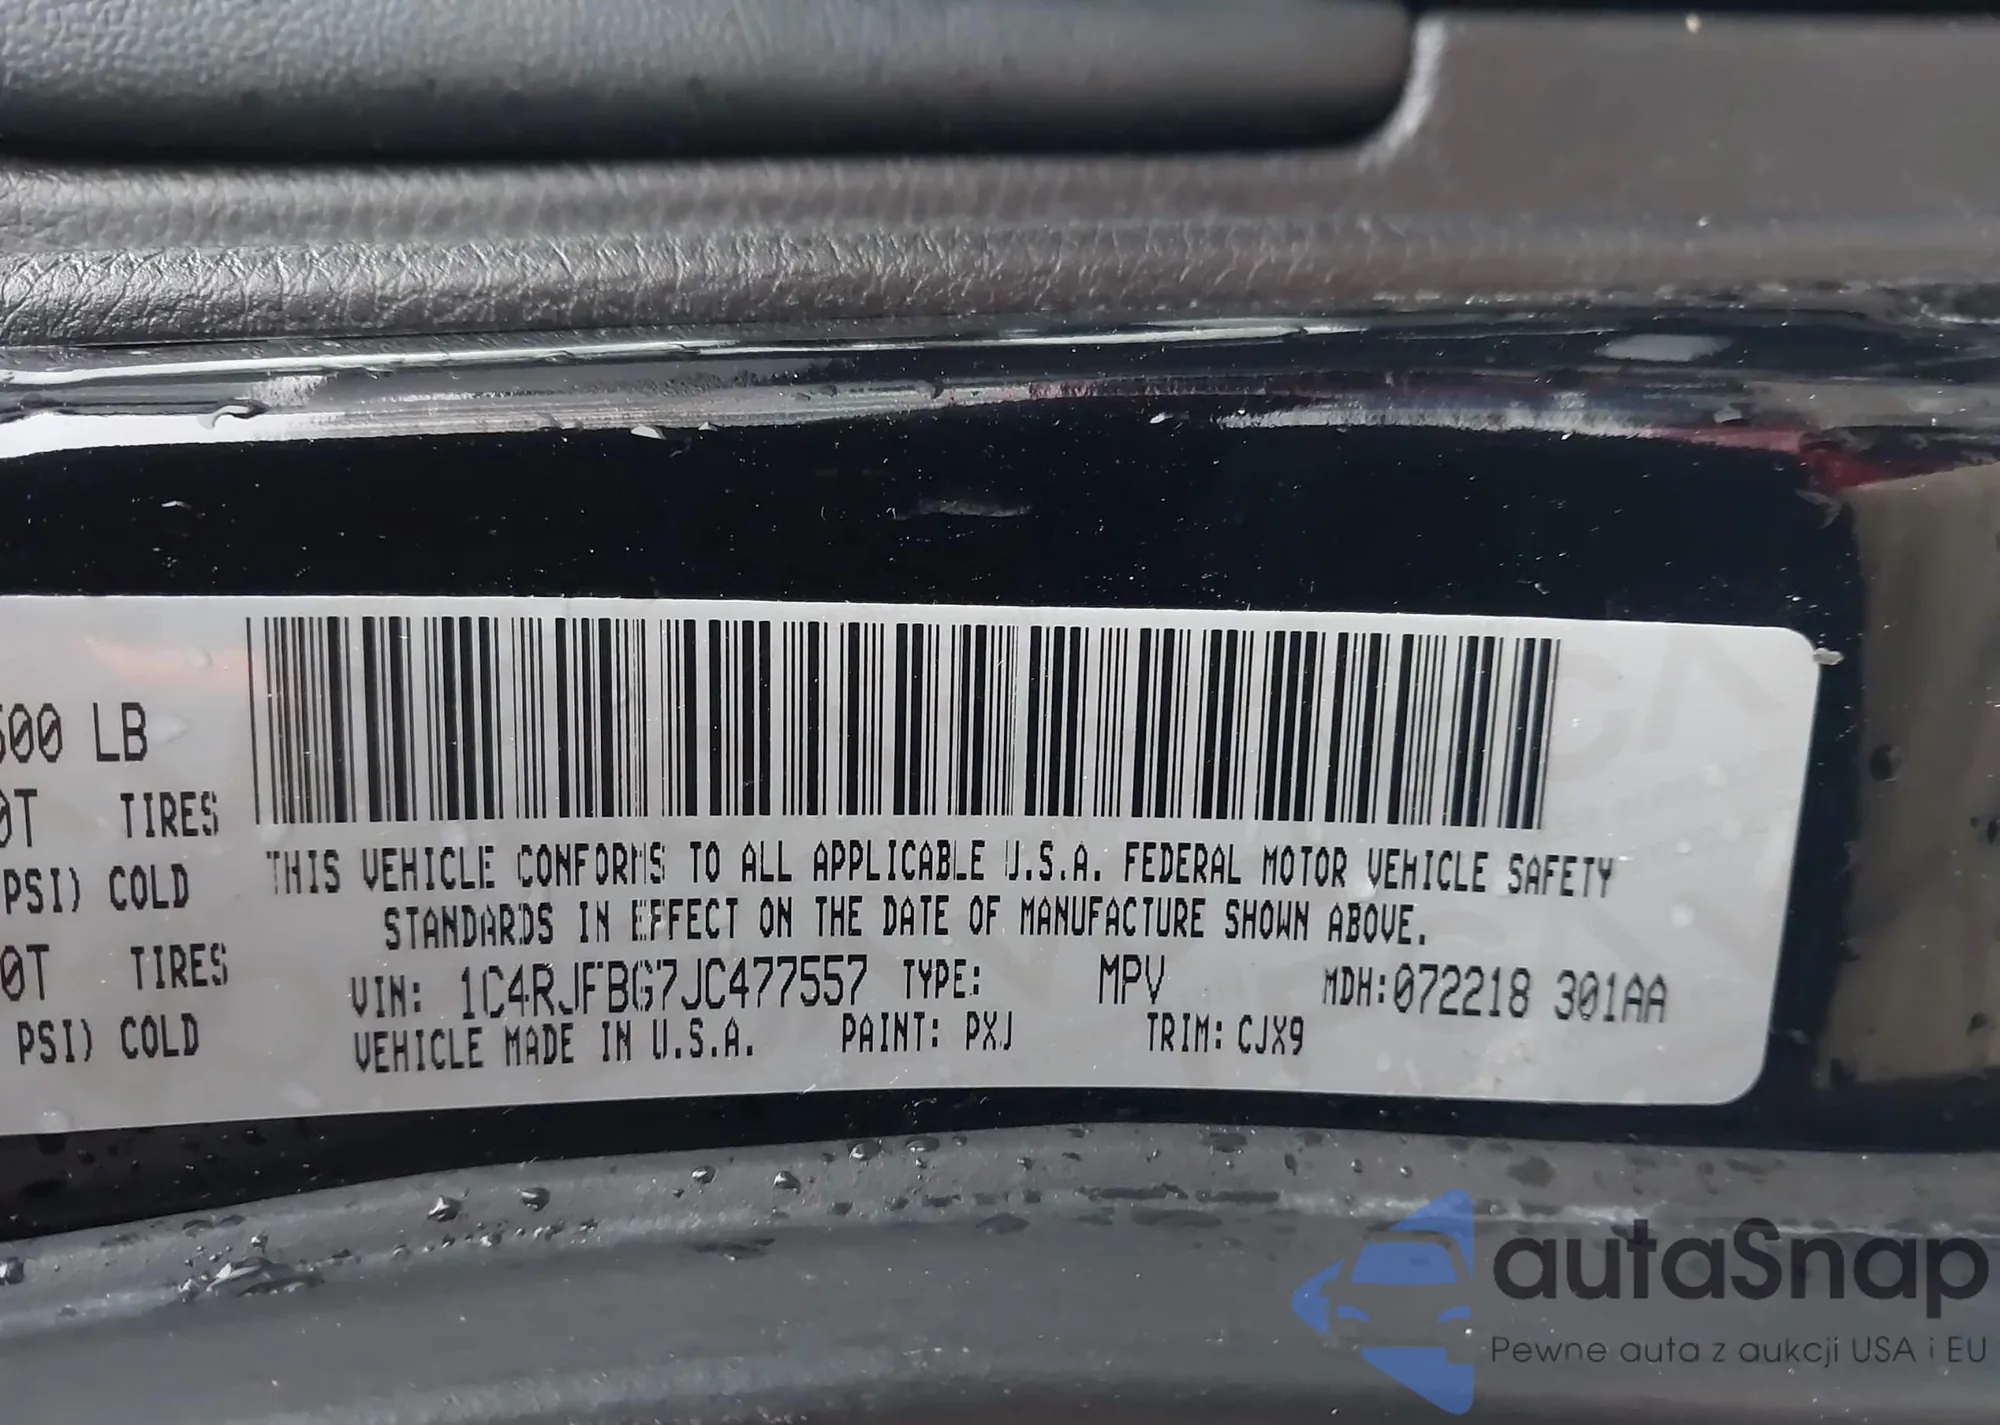 500 LB
0T TIRES
PSI) COLD
0T TIRES
PSI) COLD
THIS VEHICLE CONFORMS TO ALL APPLICABLE U.S.A. FEDERAL MOTOR VEHICLE SAFETY
STANDARDS IN EFFECT ON THE DATE OF MANUFACTURE SHOWN ABOVE.
VIN: 1C4RJFBG7JC477557 TYPE: MPV MDH:072218 301AA
VEHICLE MADE IN U.S.A. PAINT: PXJ TRIM: CJX9
autaSnap
Pewne auta z aukcji USA i EU